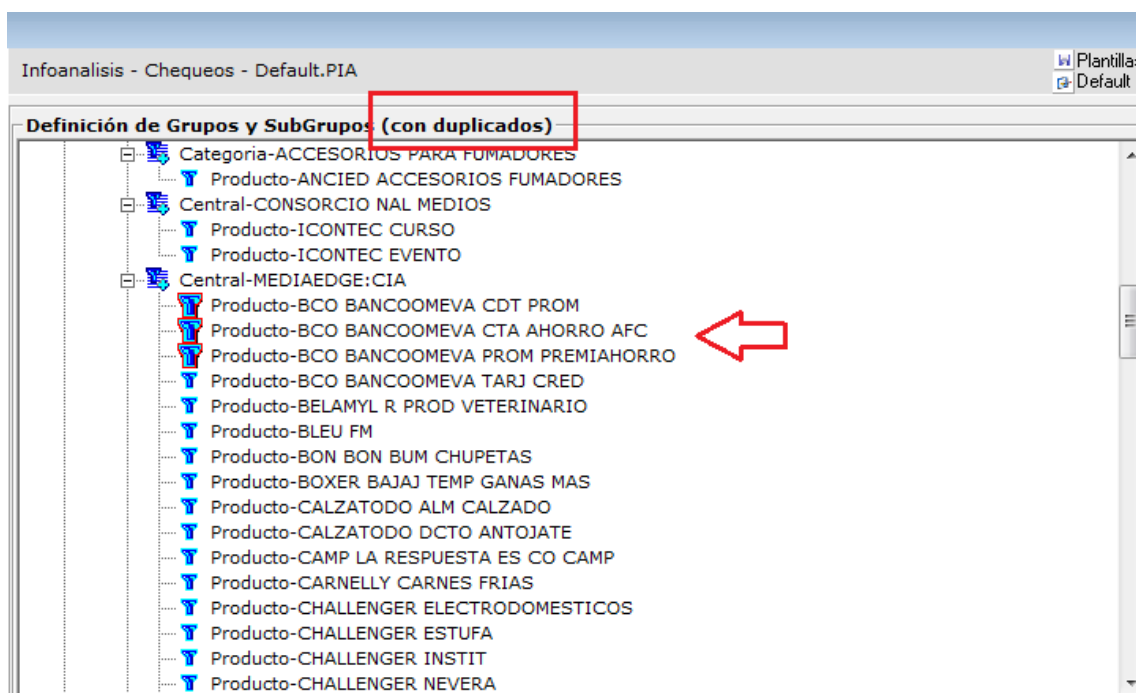 Infoanalisis - Chequeos - Default.PIA
Plantilla
Default
Definición de Grupos y SubGrupos (con duplicados)
Categoria-ACCESORIOS PARA FUMADORES
Producto-ANCIED ACCESORIOS FUMADORES
Central-CONSORCIO NAL MEDIOS
Producto-ICONTEC CURSO
Producto-ICONTEC EVENTO
Central-MEDIAEDGE:CIA
Producto-BCO BANCOOMEVA CDT PROM
Producto-BCO BANCOOMEVA CTA AHORRO AFC
Producto-BCO BANCOOMEVA PROM PREMIAHORRO
Producto-BCO BANCOOMEVA TARJ CRED
Producto-BELAMYL R PROD VETERINARIO
Producto-BLEU FM
Producto-BON BON BUM CHUPETAS
Producto-BOXER BAJAJ TEMP GANAS MAS
Producto-CALZATODO ALM CALZADO
Producto-CALZATODO DCTO ANTOJATE
Producto-CAMP LA RESPUESTA ES CO CAMP
Producto-CARNELLY CARNES FRIAS
Producto-CHALLENGER ELECTRODOMESTICOS
Producto-CHALLENGER ESTUFA
Producto-CHALLENGER INSTIT
Producto-CHALLENGER NEVERA